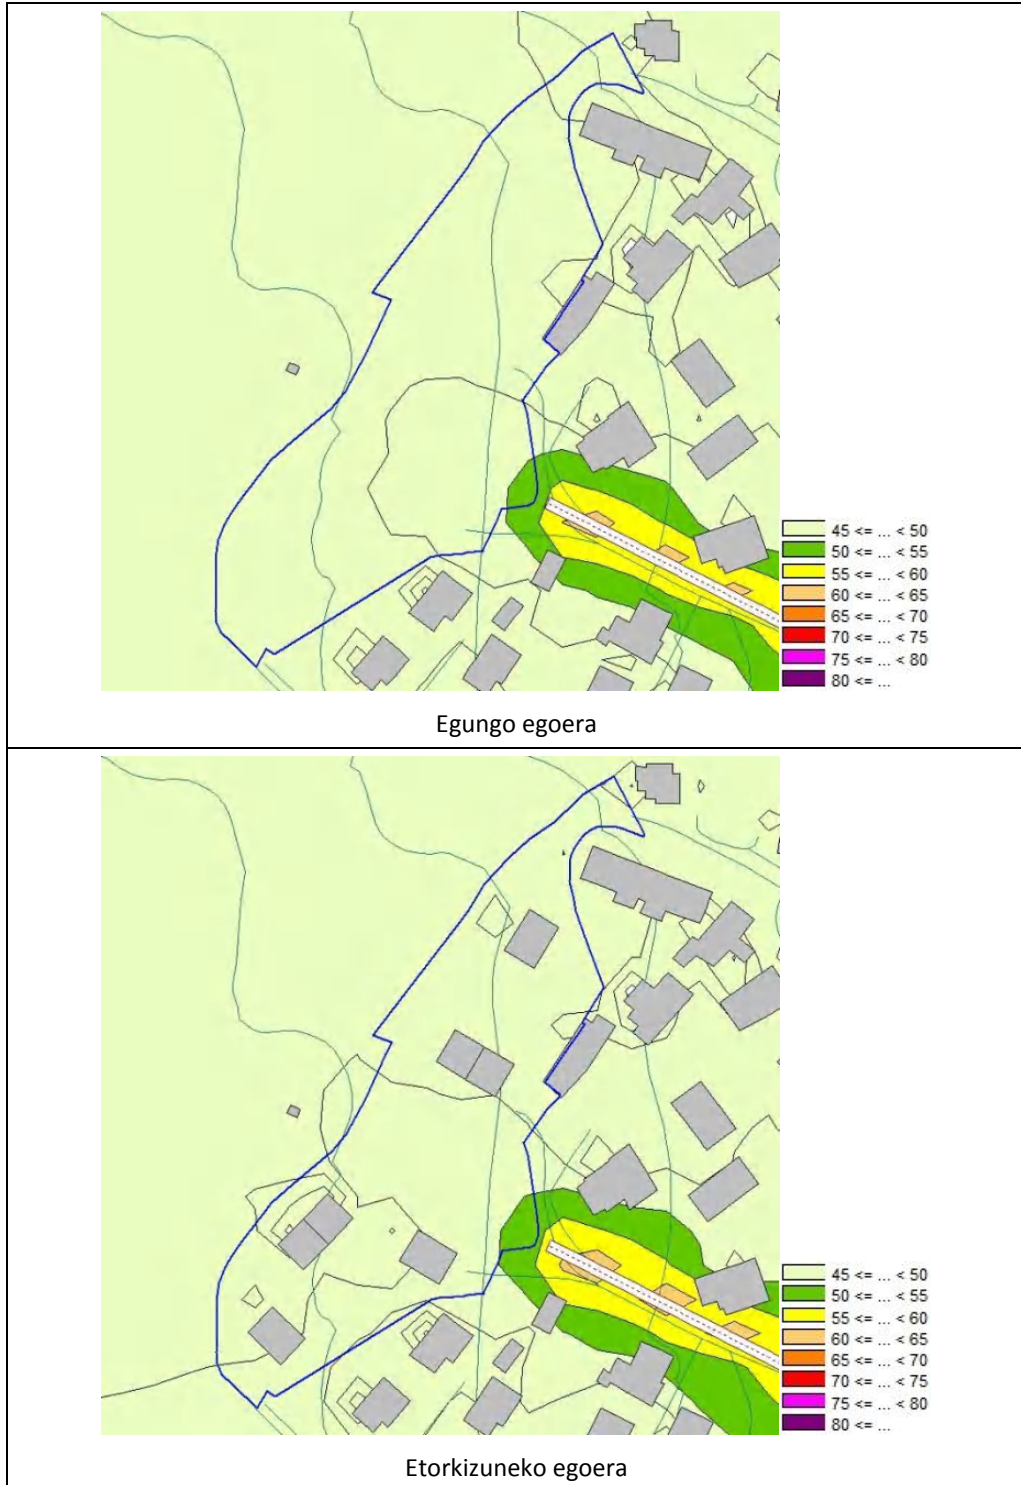 45 <= ... < 50
50 <= ... < 55
55 <= ... < 60
60 <= ... < 65
65 <= ... < 70
70 <= ... < 75
75 <= ... < 80
80 <= ...
Egungo egoera
45 <= ... < 50
50 <= ... < 55
55 <= ... < 60
60 <= ... < 65
65 <= ... < 70
70 <= ... < 75
75 <= ... < 80
80 <= ...
Etorkizuneko egoera